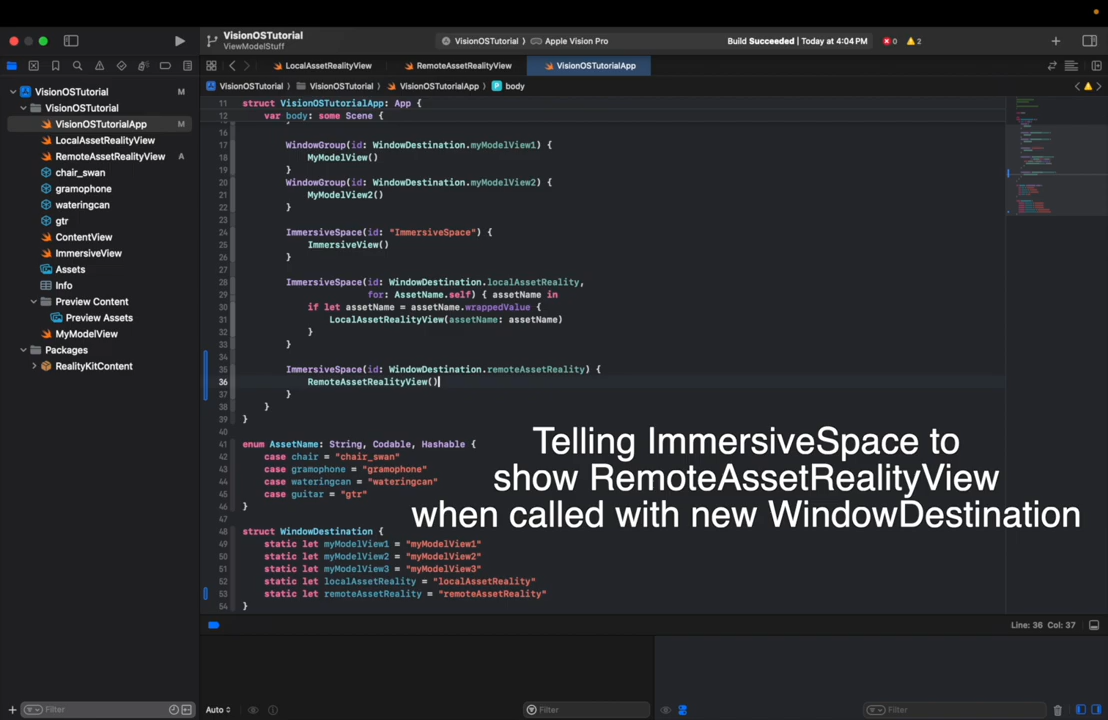 VisionOSTutorial
ViewModelStuff
VisionOSTutorial
Apple Vision Pro
Build Succeeded | Today at 4:04 PM
0
2
LocalAssetRealityView
RemoteAssetRealityView
VisionOSTutorialApp
VisionOSTutorial
VisionOSTutorial
VisionOSTutorialApp
P body
VisionOSTutorial M
VisionOSTutorial
VisionOSTutorialApp M
LocalAssetRealityView
RemoteAssetRealityView A
chair_swan
gramophone
wateringcan
gtr
ContentView
ImmersiveView
Assets
Info
Preview Content
Preview Assets
MyModelView
Packages
RealityKitContent
11 struct VisionOSTutorialApp: App {
12 var body: some Scene {
16
17 WindowGroup(id: WindowDestination.myModelView1) {
18 MyModelView()
19 }
20 WindowGroup(id: WindowDestination.myModelView2) {
21 MyModelView2()
22 }
23
24 ImmersiveSpace(id: "ImmersiveSpace") {
25 ImmersiveView()
26 }
27
28 ImmersiveSpace(id: WindowDestination.localAssetReality,
29 for: AssetName.self) { assetName in
30 if let assetName = assetName.wrappedValue {
31 LocalAssetRealityView(assetName: assetName)
32 }
33 }
34
35 ImmersiveSpace(id: WindowDestination.remoteAssetReality) {
36 RemoteAssetRealityView()
37 }
38 }
39 }
40
41 enum AssetName: String, Codable, Hashable {
42 case chair = "chair_swan"
43 case gramophone = "gramophone"
44 case wateringcan = "wateringcan"
45 case guitar = "gtr"
46 }
47
48 struct WindowDestination {
49 static let myModelView1 = "myModelView1"
50 static let myModelView2 = "myModelView2"
51 static let myModelView3 = "myModelView3"
52 static let localAssetReality = "localAssetReality"
53 static let remoteAssetReality = "remoteAssetReality"
54 }
Telling ImmersiveSpace to
show RemoteAssetRealityView
when called with new WindowDestination
Line: 36 Col: 37
Filter
Auto
Filter
Filter